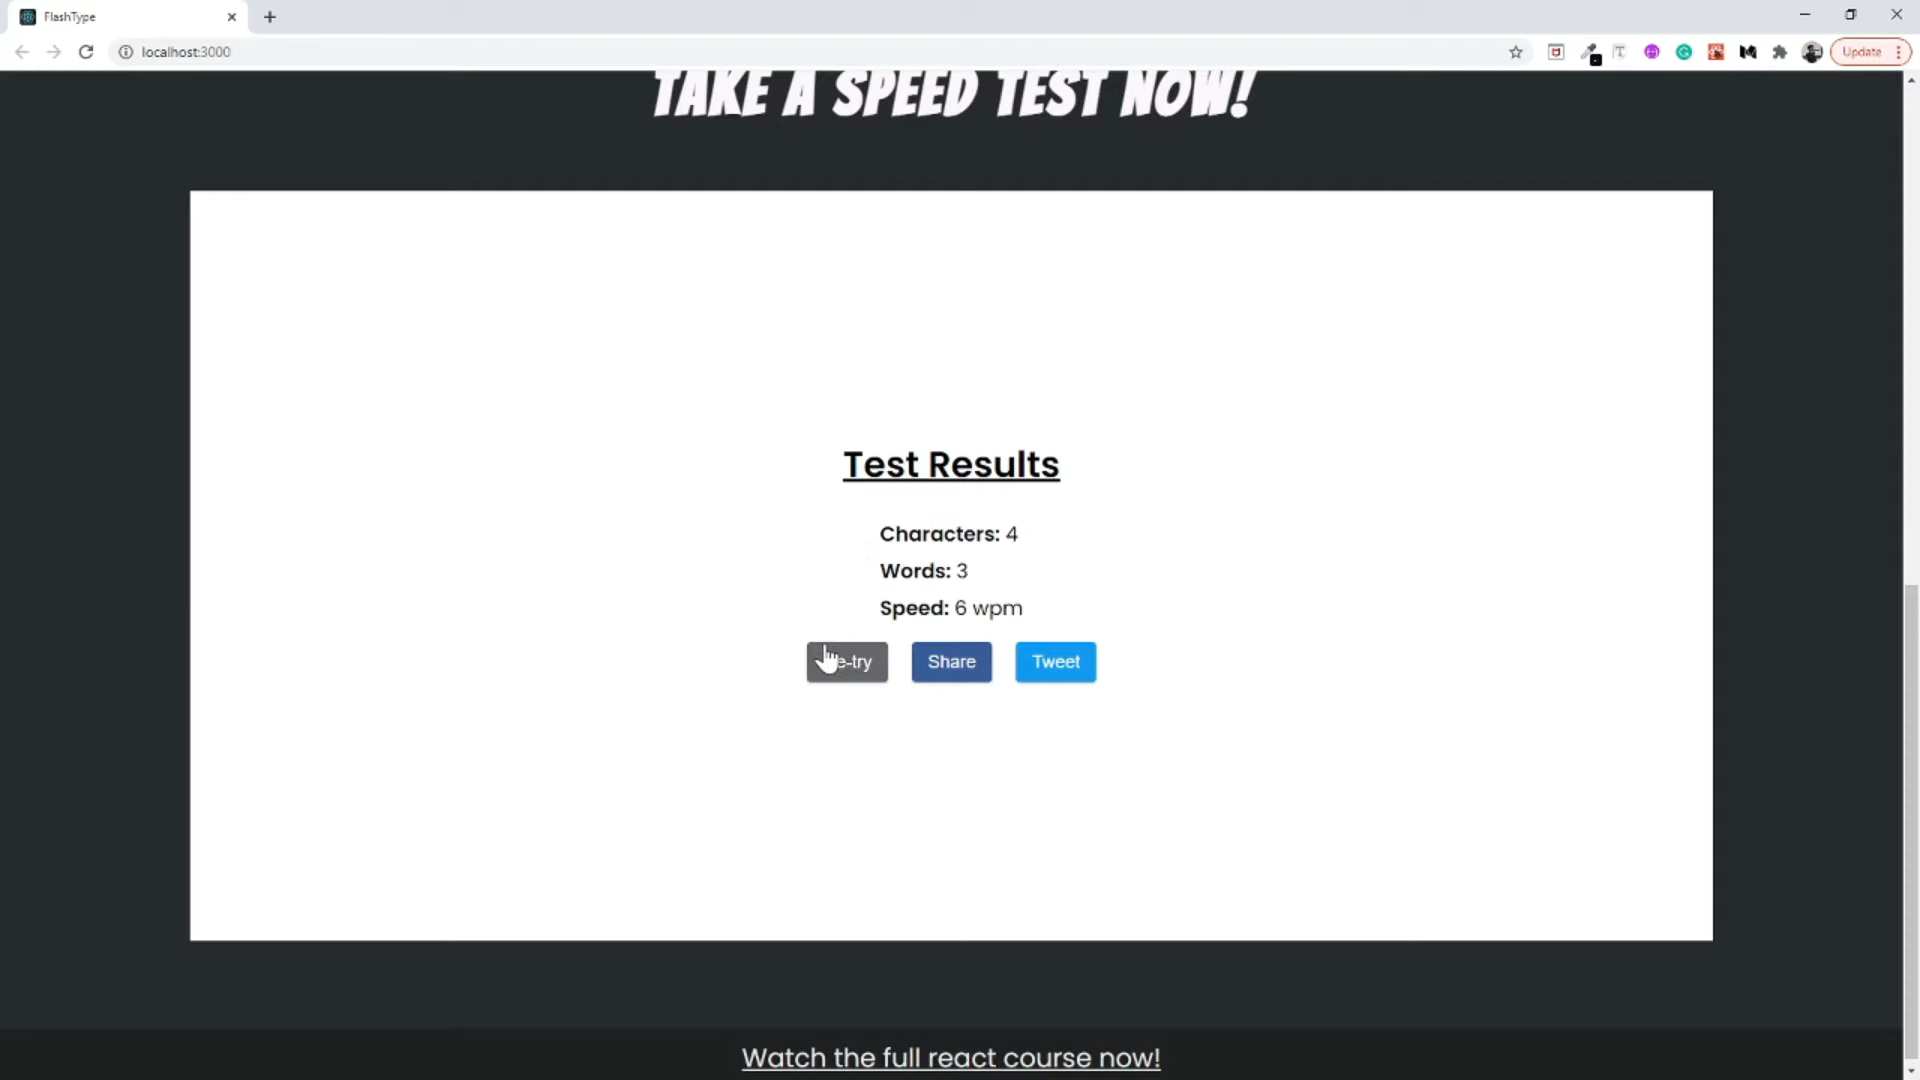 FlashType
localhost:3000
Update
TAKE A SPEED TEST NOW!
Test Results
Characters: 4
Words: 3
Speed: 6 wpm
e-try Share Tweet
Watch the full react course now!